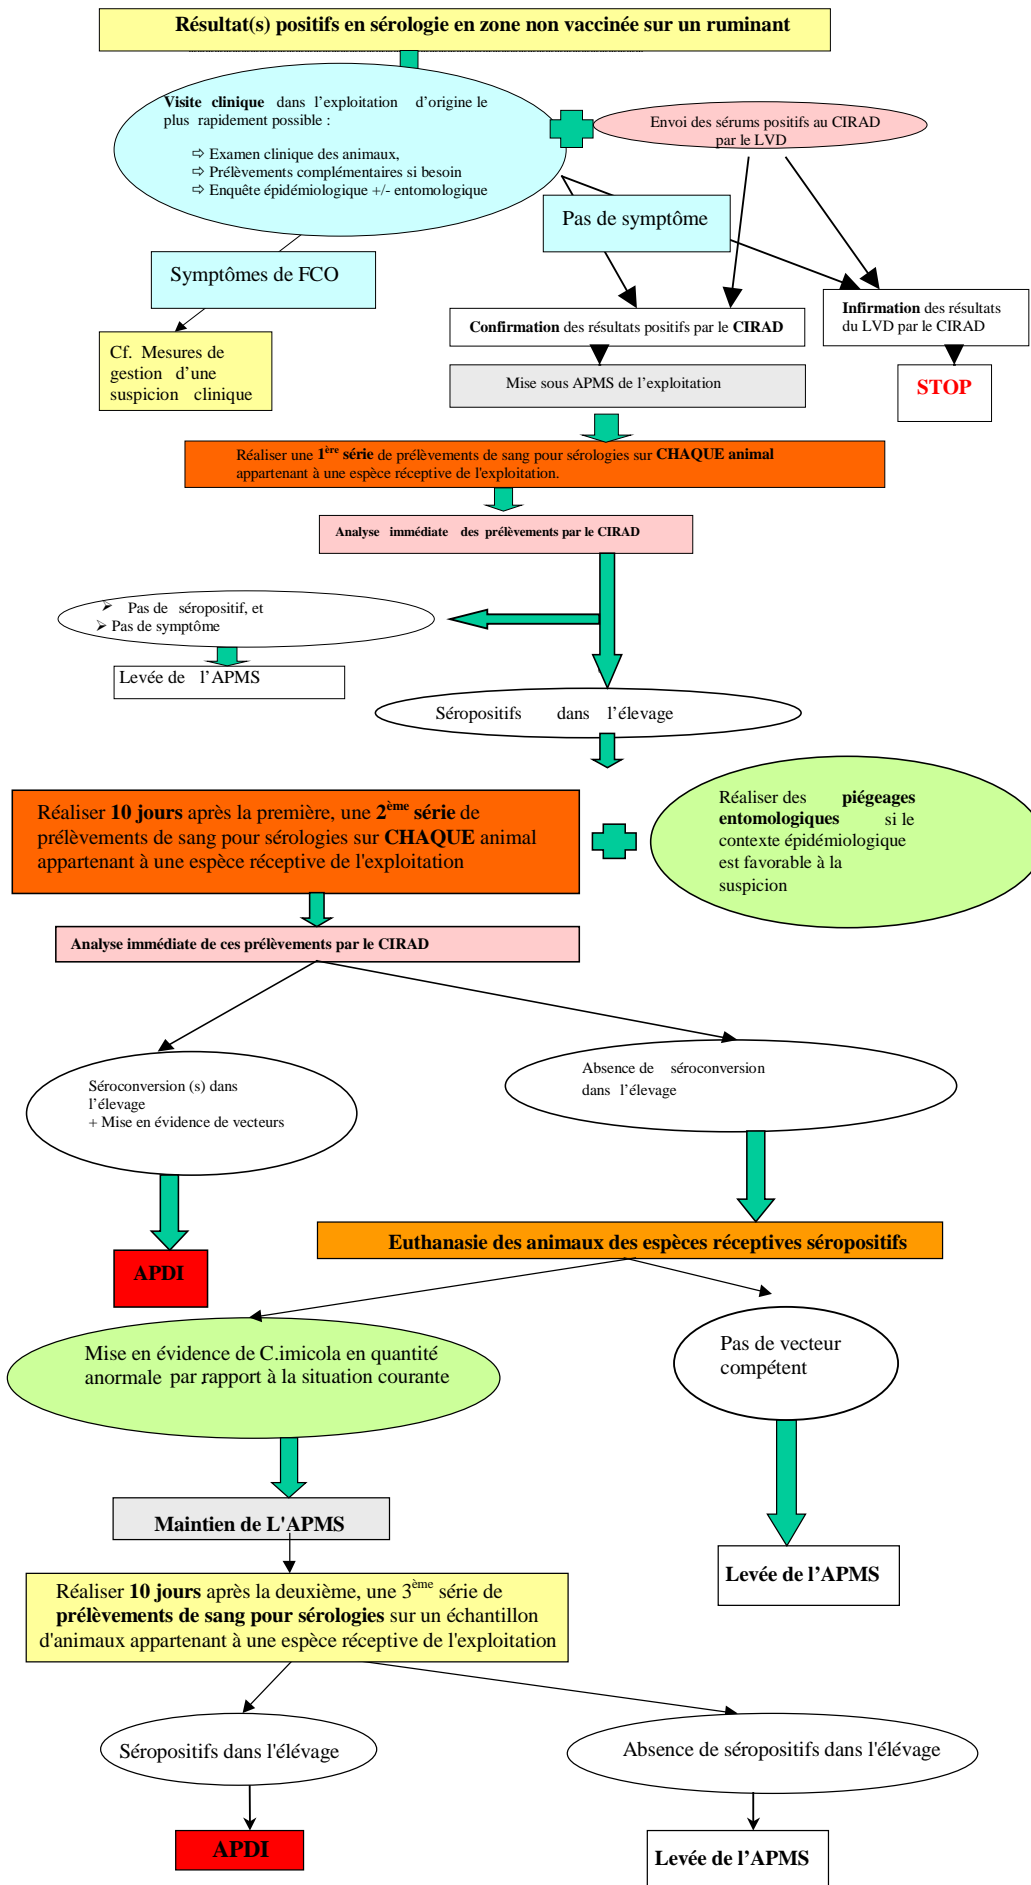 Résultat(s) positifs en sérologie en zone non vaccinée sur un ruminant
Visite clinique dans l'exploitation d'origine le
plus rapidement possible :
⇨ Examen clinique des animaux,
⇨ Prélèvements complémentaires si besoin
⇨ Enquête épidémiologique +/- entomologique
Envoi des sérums positifs au CIRAD
par le LVD
Pas de symptôme
Symptômes de FCO
Cf. Mesures de
gestion d'une
suspicion clinique
Confirmation des résultats positifs par le CIRAD
Infirmation des résultats
du LVD par le CIRAD
Mise sous APMS de l'exploitation
STOP
Réaliser une 1ère série de prélèvements de sang pour sérologies sur CHAQUE animal
appartenant à une espèce réceptive de l'exploitation.
Analyse immédiate des prélèvements par le CIRAD
➢ Pas de séropositif, et
➢ Pas de symptôme
Levée de l'APMS
Séropositifs dans l'élevage
Réaliser 10 jours après la première, une 2ème série de
prélèvements de sang pour sérologies sur CHAQUE animal
appartenant à une espèce réceptive de l'exploitation
Réaliser des piégeages
entomologiques si le
contexte épidémiologique
est favorable à la
suspicion
Analyse immédiate de ces prélèvements par le CIRAD
Séroconversion (s) dans
l'élevage
+ Mise en évidence de vecteurs
Absence de séroconversion
dans l'élevage
APDI
Euthanasie des animaux des espèces réceptives séropositifs
Mise en évidence de C.imicola en quantité
anormale par rapport à la situation courante
Pas de vecteur
compétent
Maintien de L'APMS
Levée de l'APMS
Réaliser 10 jours après la deuxième, une 3ème série de
prélèvements de sang pour sérologies sur un échantillon
d'animaux appartenant à une espèce réceptive de l'exploitation
Séropositifs dans l'élévage
Absence de séropositifs dans l'élévage
APDI
Levée de l'APMS